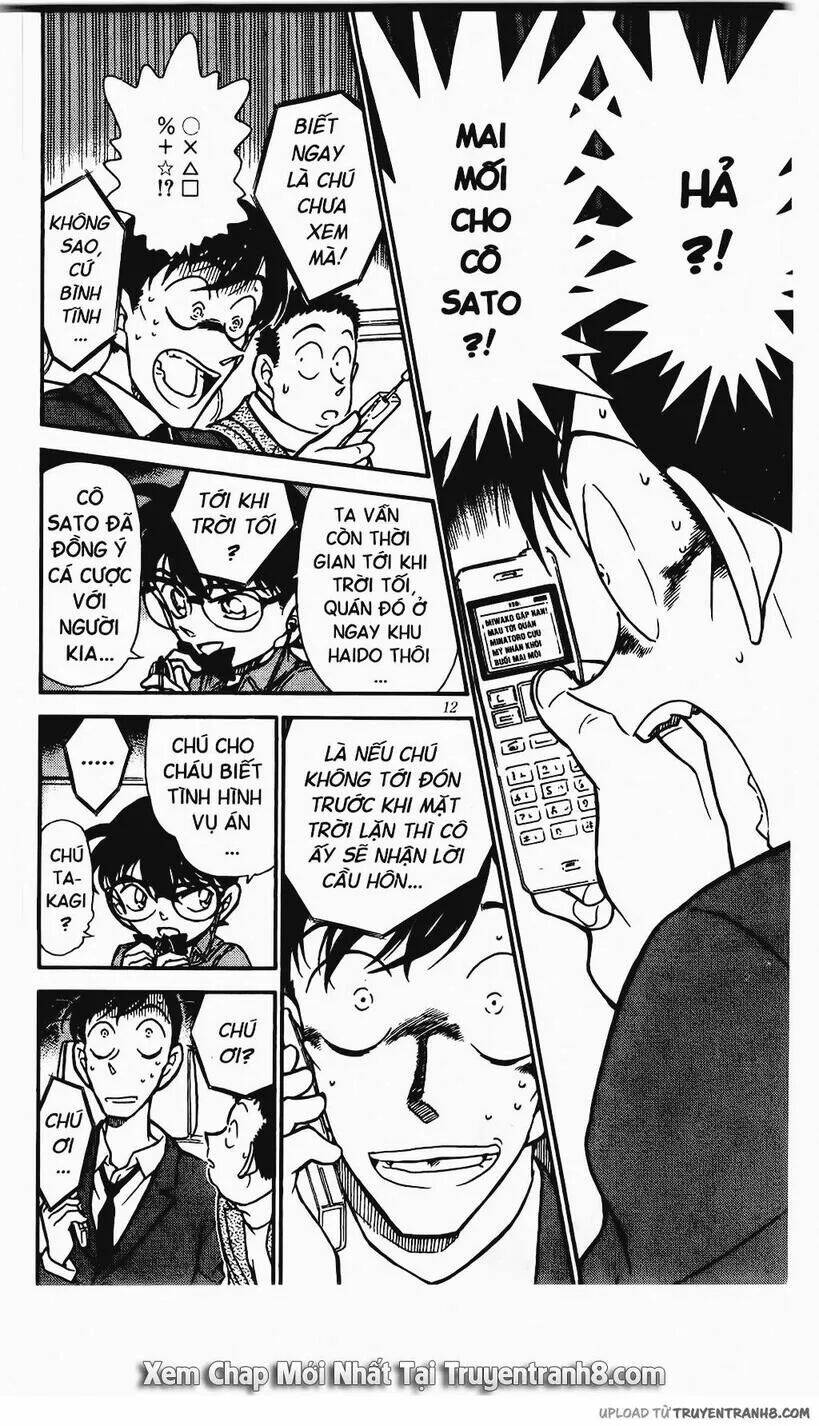 HẢ
?!
MAI
MỐI
CHO
CÔ
SATO
?!
MIWAKO GẶP NẠN!
MAU TỚI QUÁN
MINATORO CỨU
MỸ NHÂN KHỎI
BUỔI MAI MỐI
BIẾT
NGAY
LÀ CHÚ
CHƯA
XEM
MÀ!
% ○
+ ×
☆ △
!? □
KHÔNG
SAO,
CỨ
BÌNH
TĨNH
...
TA VẪN
CÒN THỜI
GIAN TỚI KHI
TRỜI TỐI,
QUÁN ĐÓ Ở
NGAY KHU
HAIDO THÔI
...
TỚI KHI
TRỜI TỐI
?
CÔ
SATO ĐÃ
ĐỒNG Ý
CÁ CƯỢC
VỚI
NGƯỜI
KIA...
12
LÀ NẾU CHÚ
KHÔNG TỚI ĐÓN
TRƯỚC KHI MẶT
TRỜI LẶN THÌ CÔ
ẤY SẼ NHẬN LỜI
CẦU HÔN...
CHÚ CHO
CHÁU BIẾT
TÌNH HÌNH
VỤ ÁN
...
......
CHÚ
TA-
KAGI
?
CHÚ
ƠI?
CHÚ
ƠI
...
Xem Chap Mới Nhất Tại Truyentranh8.com
UPLOAD TỪ TRUYENTRANH8.COM